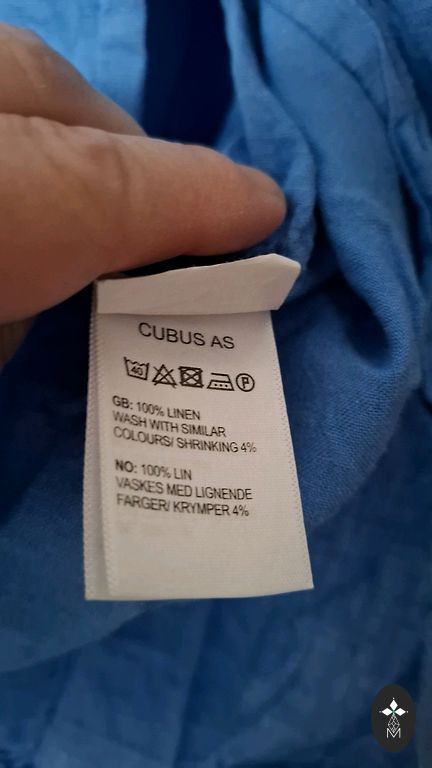 CUBUS AS
40
P
GB: 100% LINEN
WASH WITH SIMILAR
COLOURS/ SHRINKING 4%
NO: 100% LIN
VASKES MED LIGNENDE
FARGER/ KRYMPER 4%
M